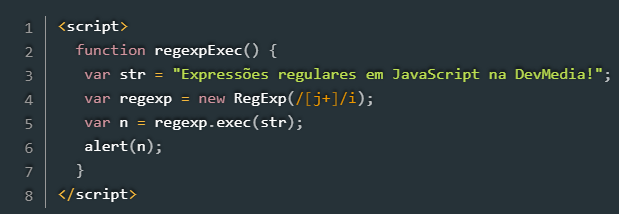 1 <script>
2 function regexpExec() {
3 var str = "Expressões regulares em JavaScript na DevMedia!";
4 var regexp = new RegExp(/[j+]/i);
5 var n = regexp.exec(str);
6 alert(n);
7 }
8 </script>